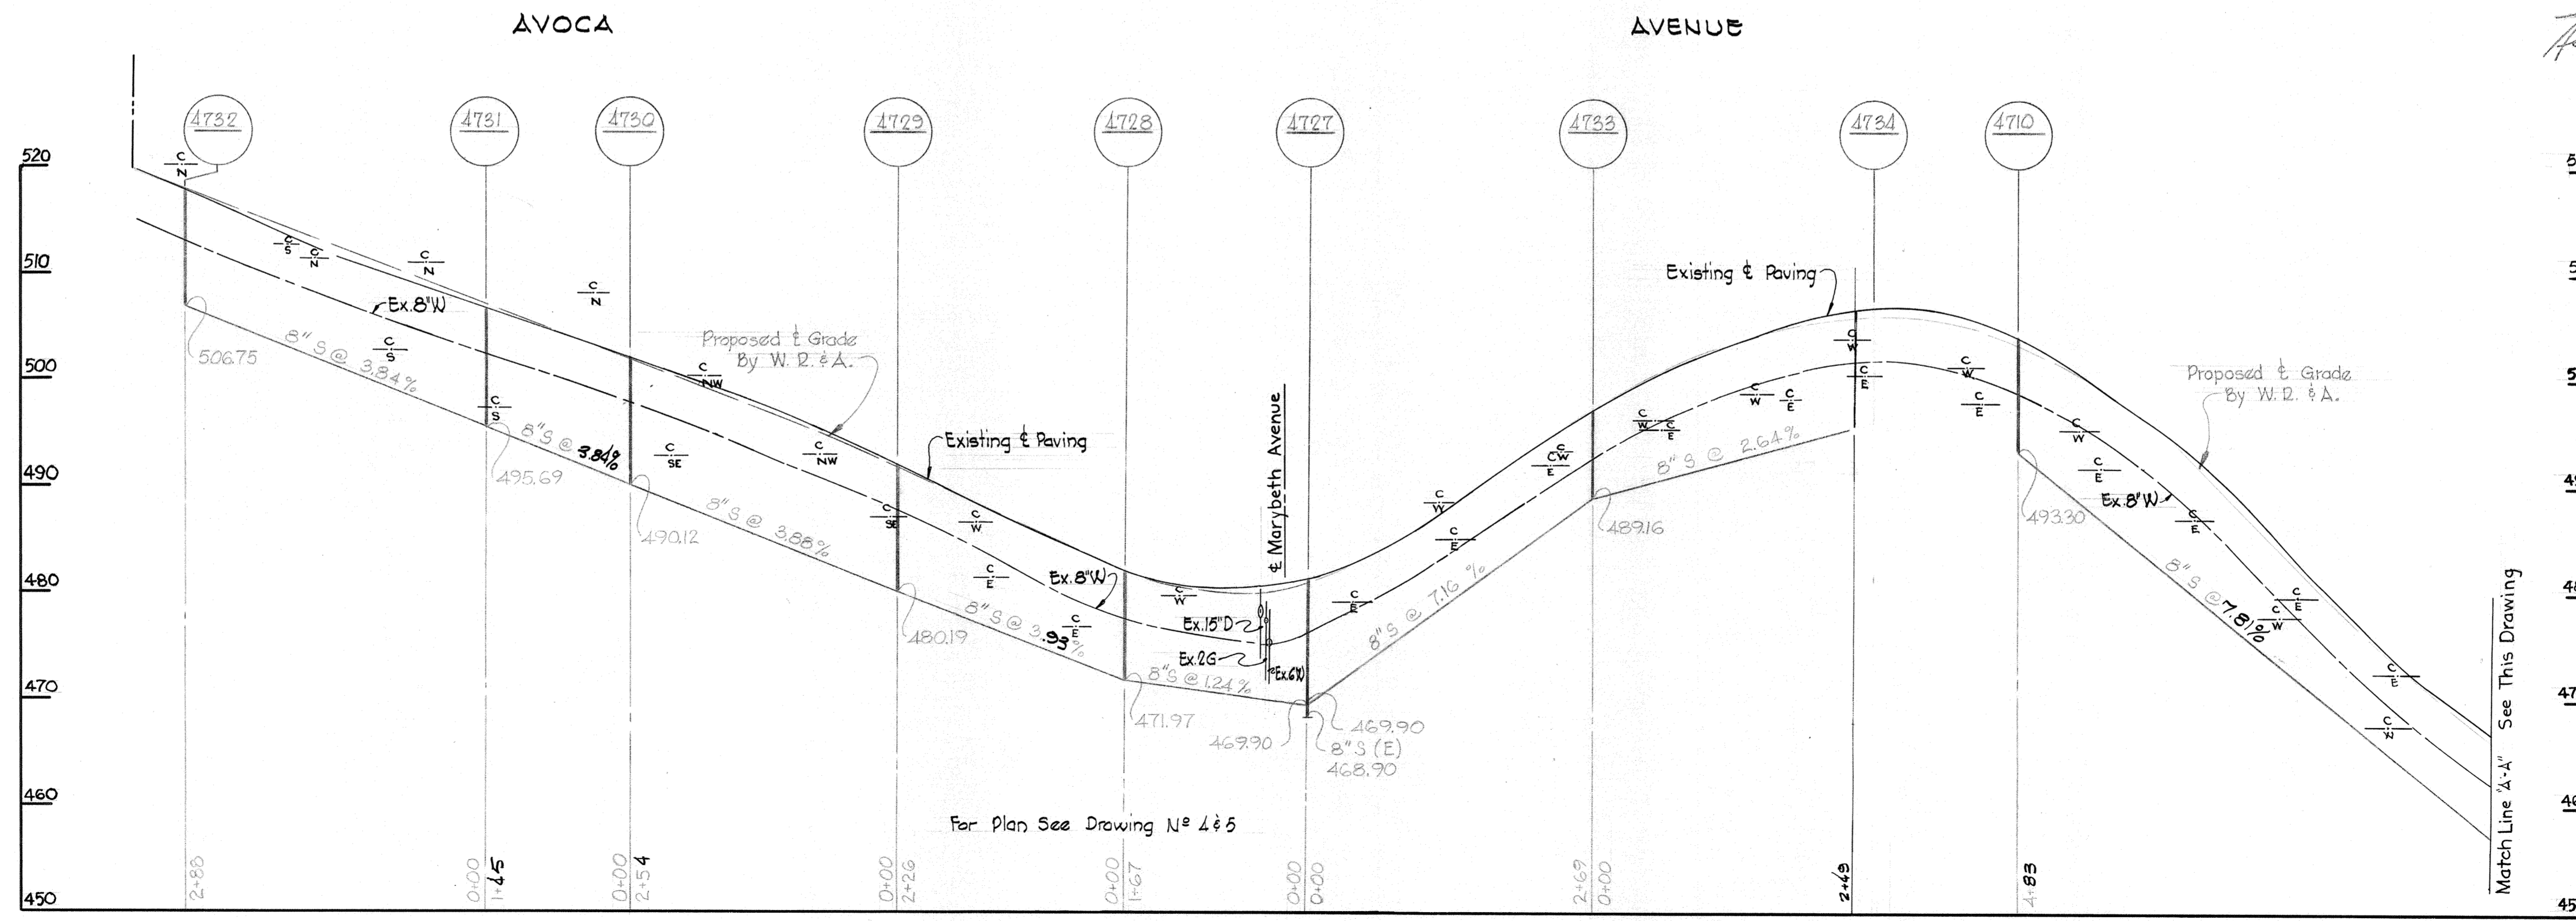 AVOCA AVENUE
4732 4731 4730 4729 4728 4727 4733 4734 4710
520
510
500
490
480
470
460
450
C
N
C
S
C
N
C
N
C
N
Ex. 8" W
C
S
506.75
8" S @ 3.84%
C
S
8" S @ 3.84%
495.69
Proposed ℄ Grade
By W. R. & A.
C
NW
C
NW
C
SE
490.12
8" S @ 3.88%
C
SE
Existing ℄ Paving
C
W
C
E
C
E
480.19
8" S @ 3.93%
Ex. 8" W
C
W
8" S @ 1.24%
471.97
℄ Marybeth Avenue
Ex. 15" D
Ex. 2G
Ex. 6" W
469.90
469.90
8" S (E)
468.90
C
E
8" S @ 7.16 %
C
W
C
E
C
W
C
E
489.16
Existing ℄ Paving
C
W
C
E
C
W
C
E
8" S @ 2.64%
C
W
C
E
C
W
C
E
493.30
C
W
C
E
Ex. 8" W
C
E
Proposed ℄ Grade
By W. R. & A.
8" S @ 7.81%
C
E
C
W
C
E
C
W
Match Line "A-A" See This Drawing
For Plan See Drawing Nº 4 & 5
2+88
0+00
1+45
0+00
2+54
0+00
2+26
0+00
1+67
0+00
0+00
2+69
0+00
2+49
4+83